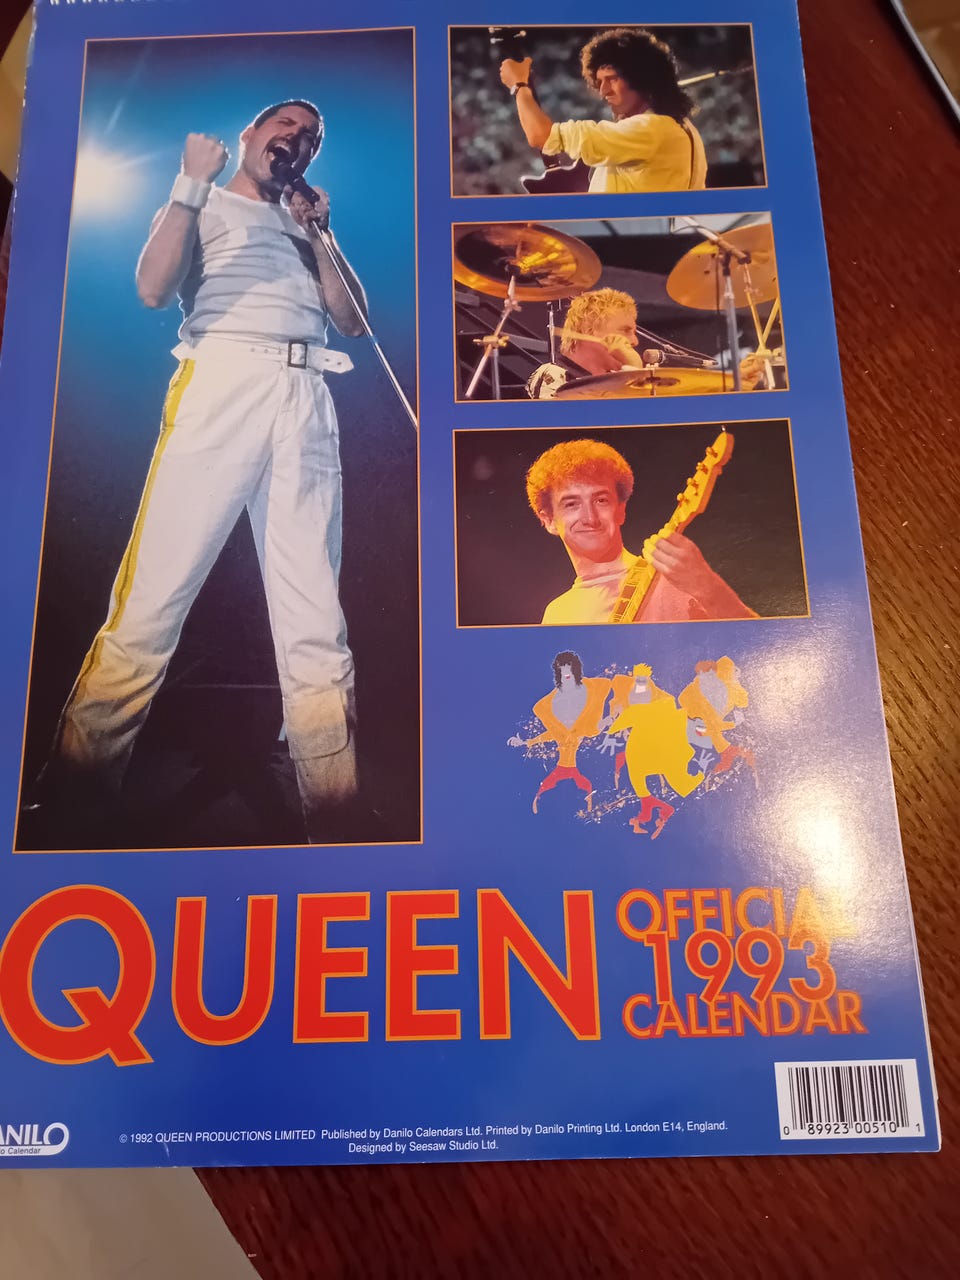 QUEEN
OFFICIAL
1993
CALENDAR
ANILO
o Calendar
© 1992 QUEEN PRODUCTIONS LIMITED Published by Danilo Calendars Ltd. Printed by Danilo Printing Ltd. London E14, England.
Designed by Seesaw Studio Ltd.
0 89923 00510 1